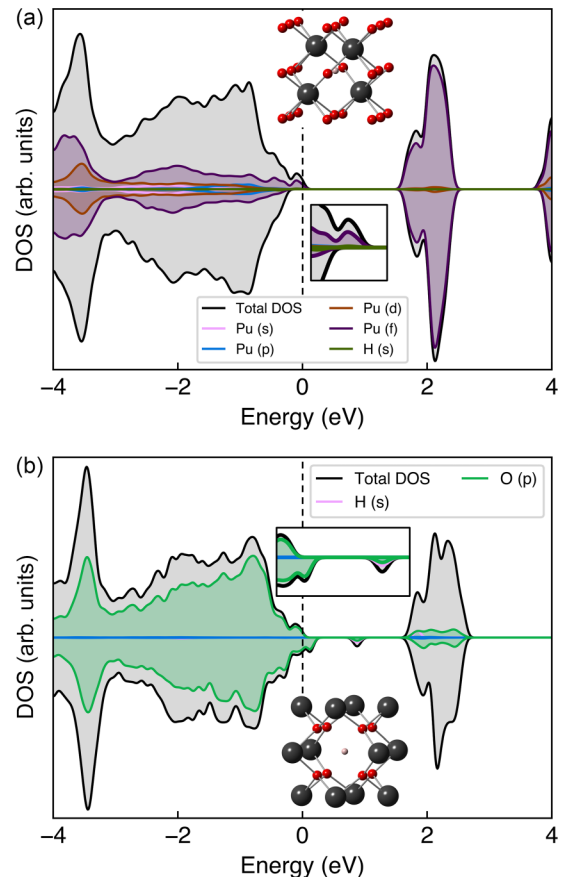 (a)
DOS (arb. units)
Total DOS
Pu (s)
Pu (p)
Pu (d)
Pu (f)
H (s)
−4
−2
0
2
4
Energy (eV)
(b)
DOS (arb. units)
Total DOS
H (s)
O (p)
−4
−2
0
2
4
Energy (eV)